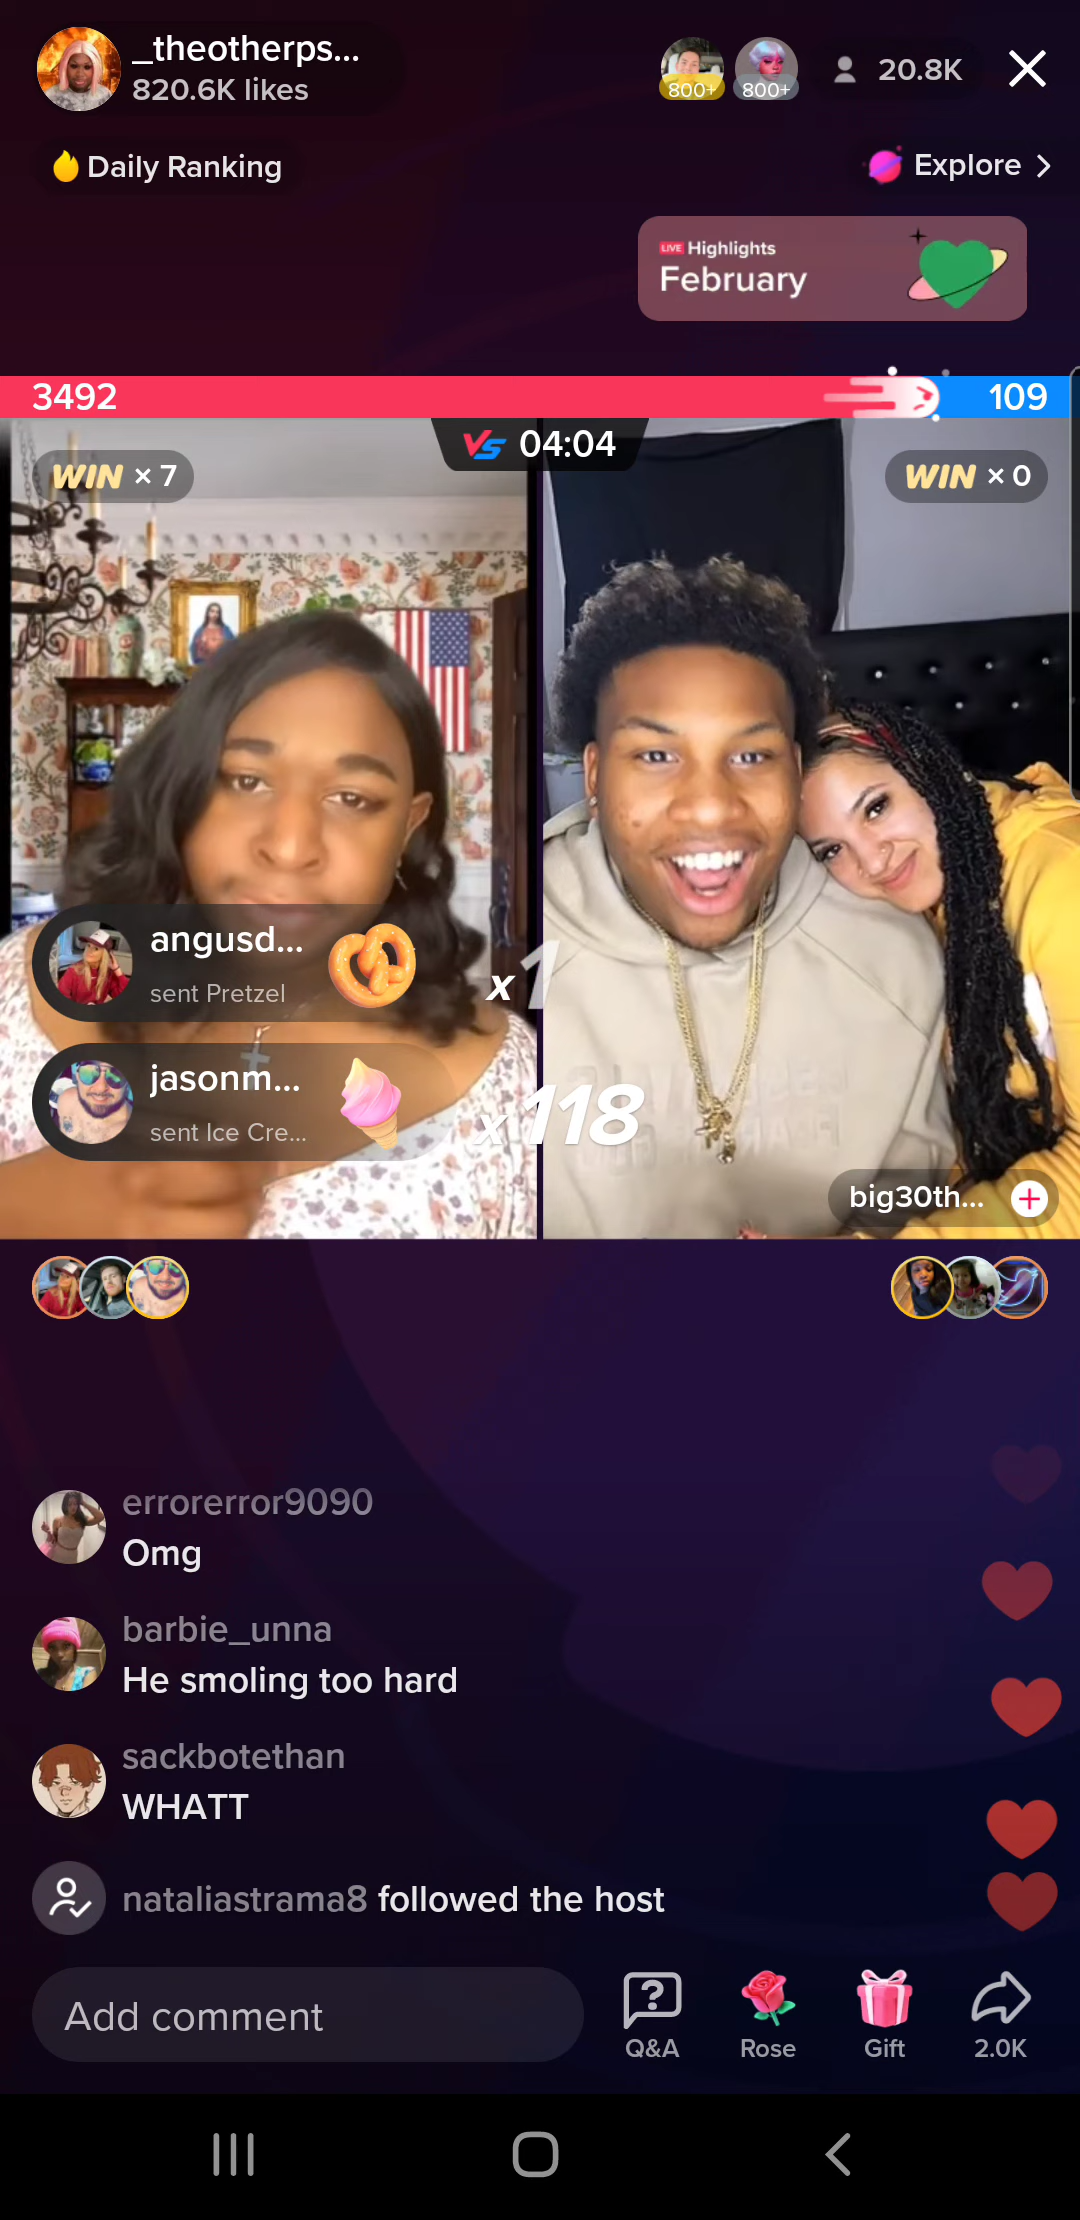 _theotherps...
820.6K likes
800+
800+
20.8K
Daily Ranking
Explore
LIVE Highlights
February
3492
109
VS 04:04
WIN × 7
WIN × 0
angusd...
sent Pretzel
x 1
jasonm...
sent Ice Cre...
x 118
big30th...
errorerror9090
Omg
barbie_unna
He smoling too hard
sackbotethan
WHATT
nataliastrama8 followed the host
Add comment
Q&A
Rose
Gift
2.0K